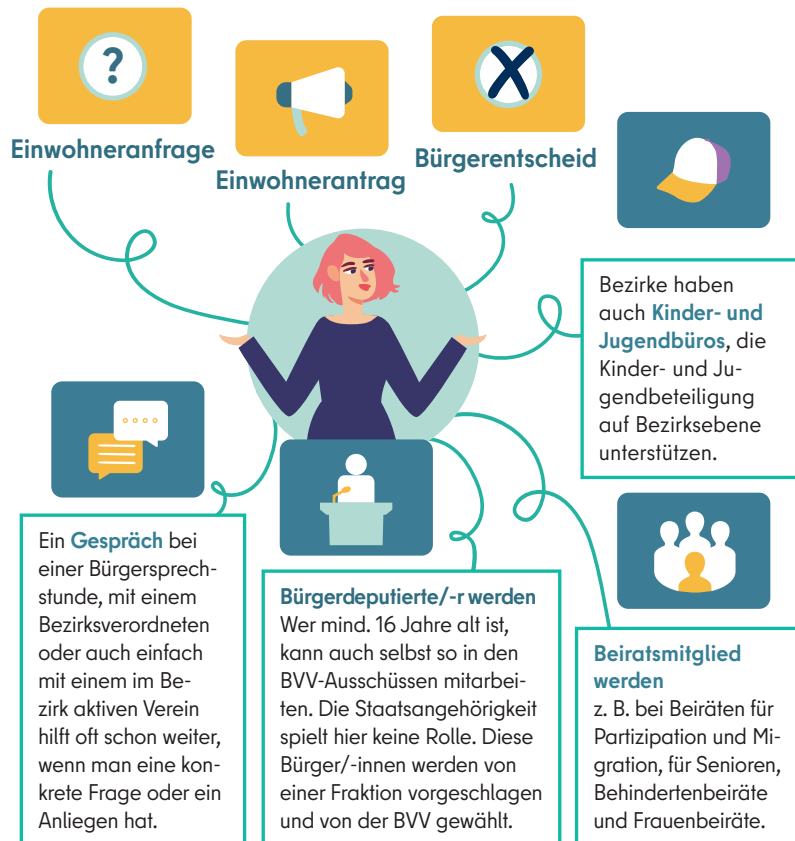 ?
Einwohneranfrage
Einwohnerantrag
X
Bürgerentscheid
Bezirke haben
auch Kinder- und
Jugendbüros, die
Kinder- und Ju-
gendbeteiligung
auf Bezirksebene
unterstützen.
Ein Gespräch bei
einer Bürgersprech-
stunde, mit einem
Bezirksverordneten
oder auch einfach
mit einem im Be-
zirk aktiven Verein
hilft oft schon weiter,
wenn man eine kon-
krete Frage oder ein
Anliegen hat.
Bürgerdeputierte/-r werden
Wer mind. 16 Jahre alt ist,
kann auch selbst so in den
BVV-Ausschüssen mitarbei-
ten. Die Staatsangehörigkeit
spielt hier keine Rolle. Diese
Bürger/-innen werden von
einer Fraktion vorgeschlagen
und von der BVV gewählt.
Beiratsmitglied
werden
z. B. bei Beiräten für
Partizipation und Mi-
gration, für Senioren,
Behindertenbeiräte
und Frauenbeiräte.